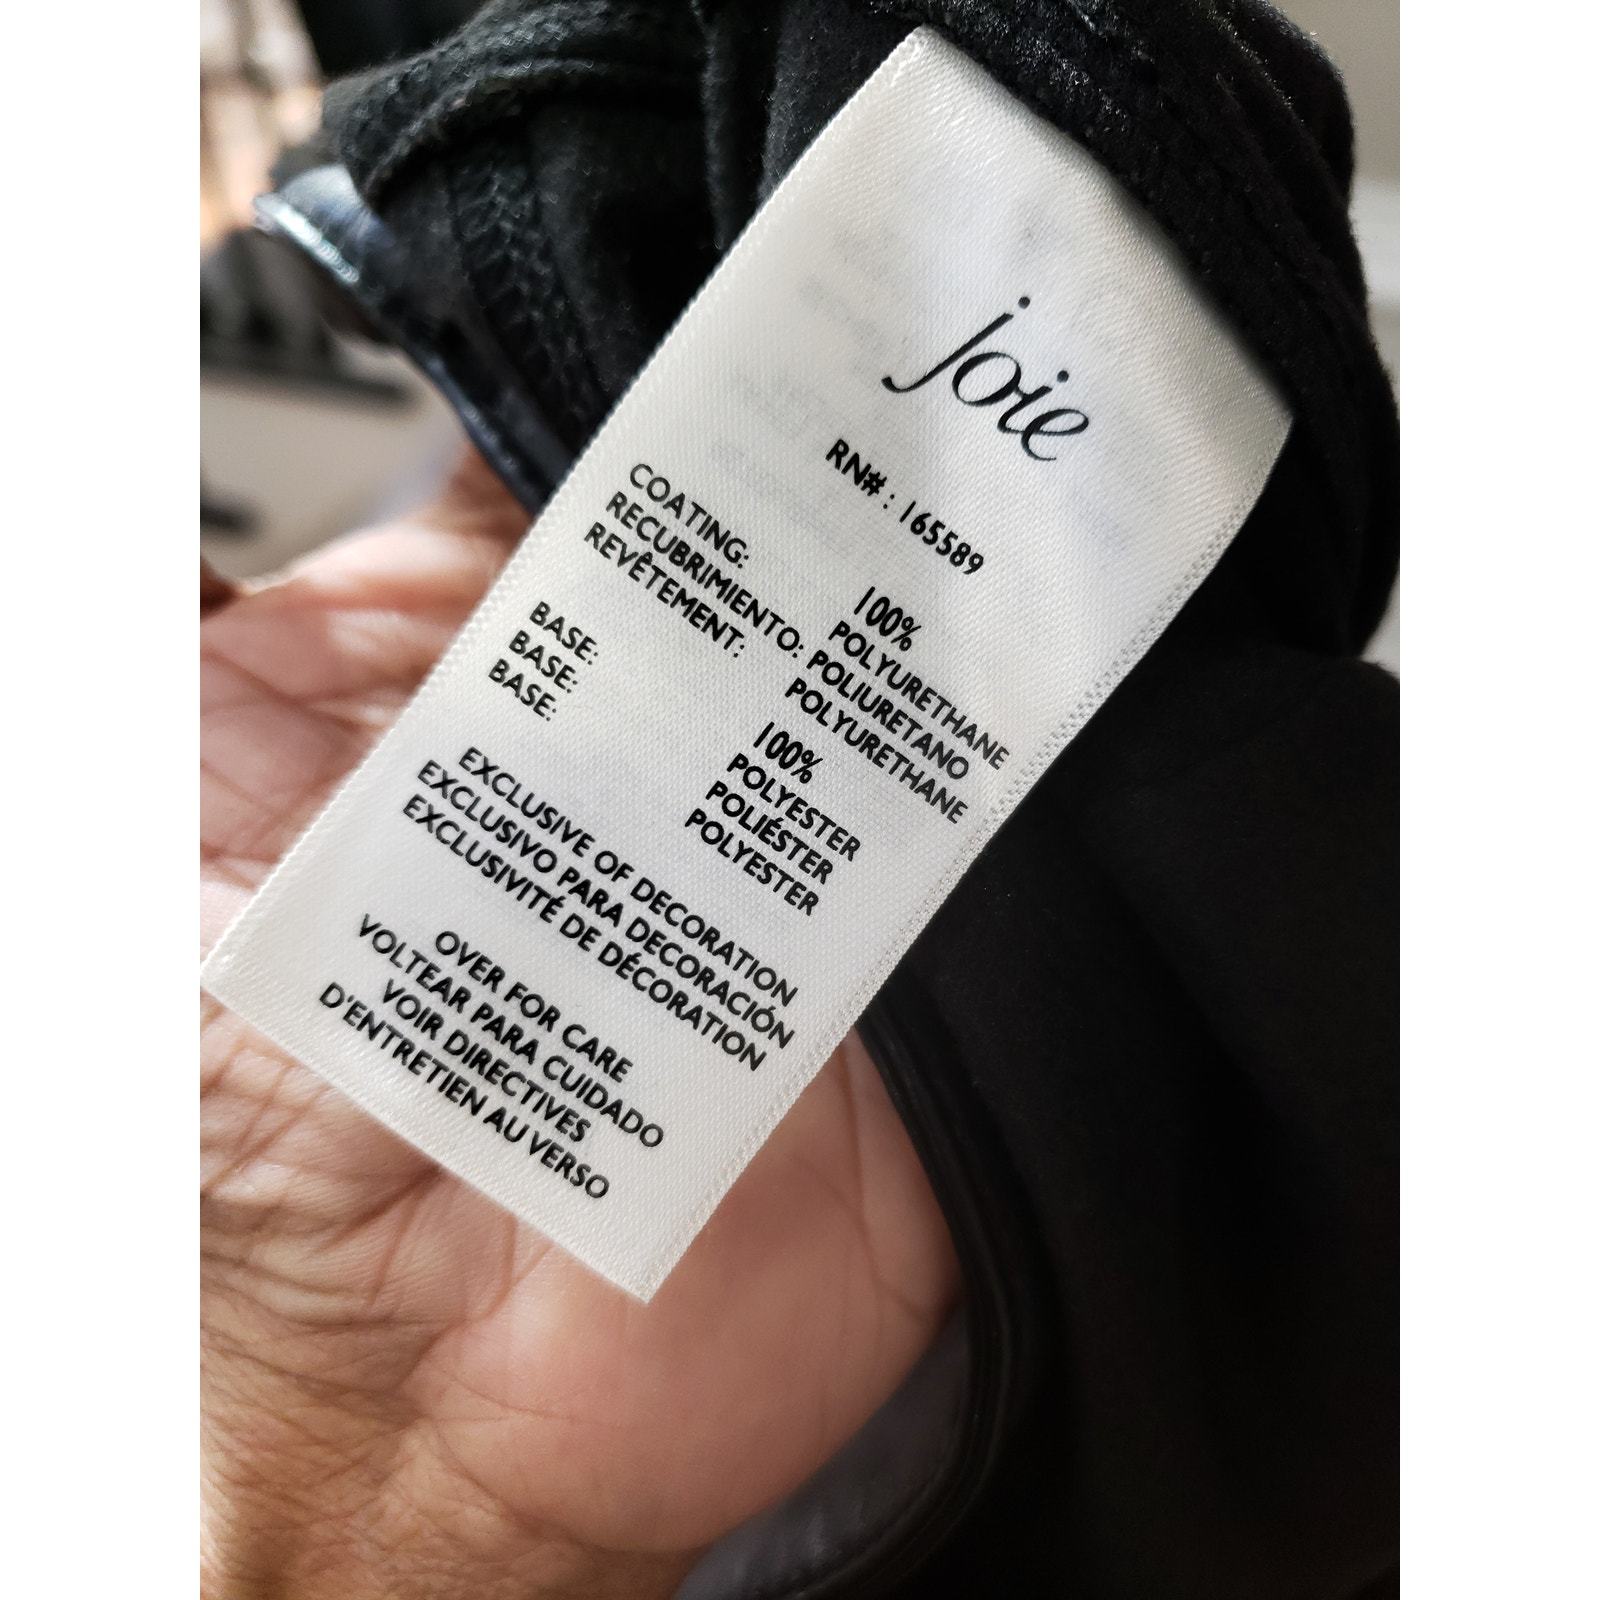 joie
RN# : 165589
COATING:
RECUBRIMIENTO:
REVÊTEMENT:
100%
POLYURETHANE
POLIURETANO
POLYURETHANE
BASE:
BASE:
BASE:
100%
POLYESTER
POLIÉSTER
POLYESTER
EXCLUSIVE OF DECORATION
EXCLUSIVO PARA DECORACIÓN
EXCLUSIVITÉ DE DÉCORATION
OVER FOR CARE
VOLTEAR PARA CUIDADO
VOIR DIRECTIVES
D'ENTRETIEN AU VERSO